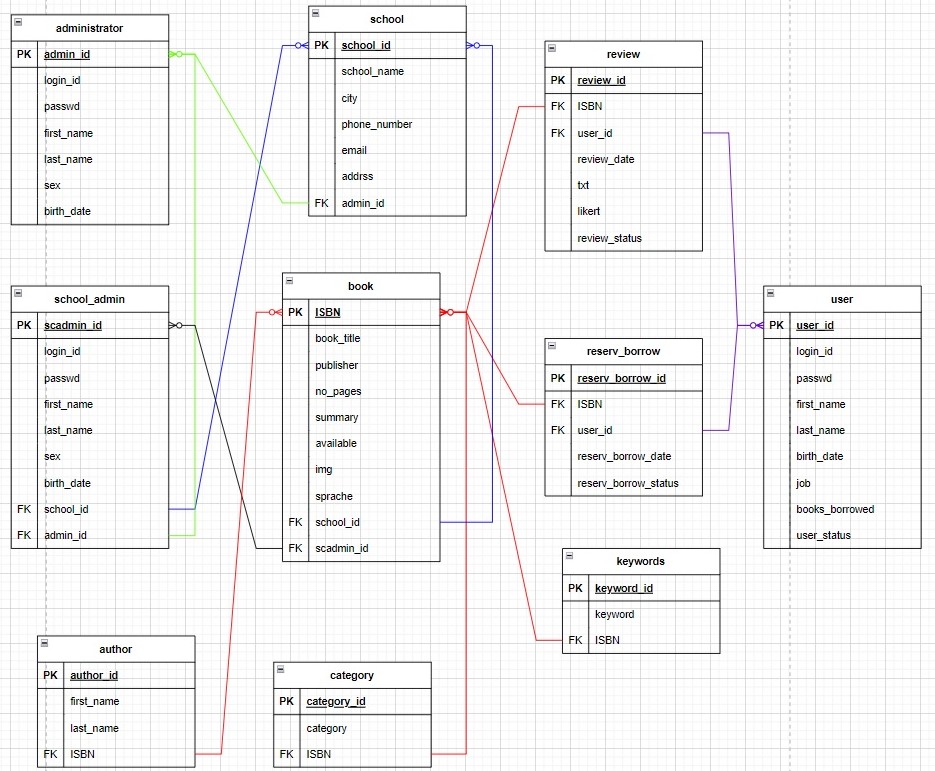 administrator
PK admin_id
login_id
passwd
first_name
last_name
sex
birth_date
school
PK school_id
school_name
city
phone_number
email
addrss
FK admin_id
review
PK review_id
FK ISBN
FK user_id
review_date
txt
likert
review_status
school_admin
PK scadmin_id
login_id
passwd
first_name
last_name
sex
birth_date
FK school_id
FK admin_id
book
PK ISBN
book_title
publisher
no_pages
summary
available
img
sprache
FK school_id
FK scadmin_id
reserv_borrow
PK reserv_borrow_id
FK ISBN
FK user_id
reserv_borrow_date
reserv_borrow_status
user
PK user_id
login_id
passwd
first_name
last_name
birth_date
job
books_borrowed
user_status
keywords
PK keyword_id
keyword
FK ISBN
author
PK author_id
first_name
last_name
FK ISBN
category
PK category_id
category
FK ISBN